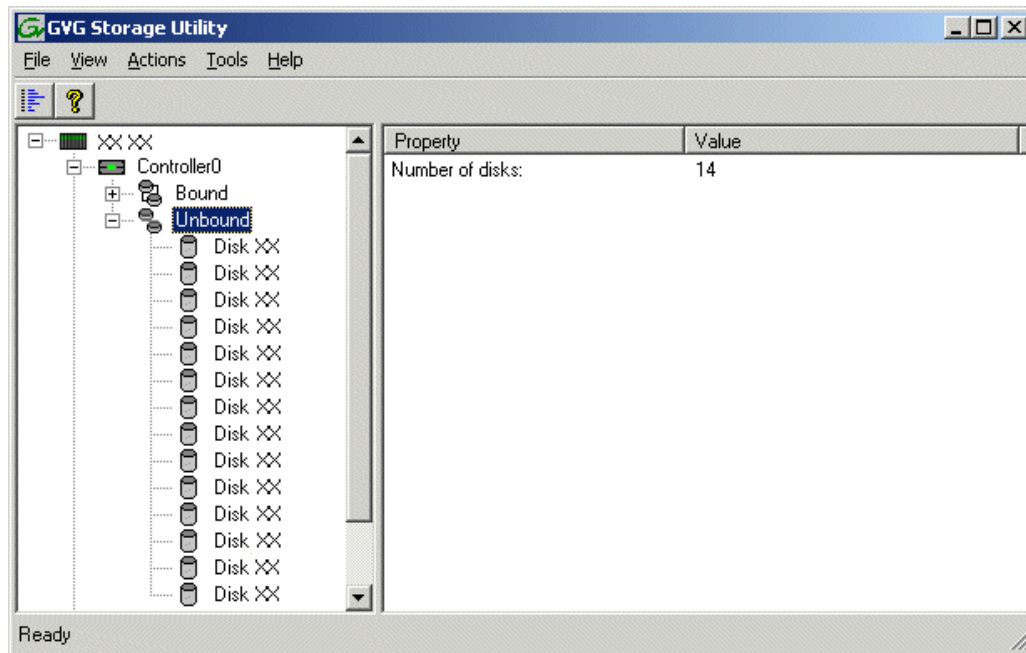 GVG Storage Utility
File View Actions Tools Help
XX XX
Controller0
Bound
Unbound
Disk XX
Disk XX
Disk XX
Disk XX
Disk XX
Disk XX
Disk XX
Disk XX
Disk XX
Disk XX
Disk XX
Disk XX
Disk XX
Disk XX
Property Value
Number of disks: 14
Ready